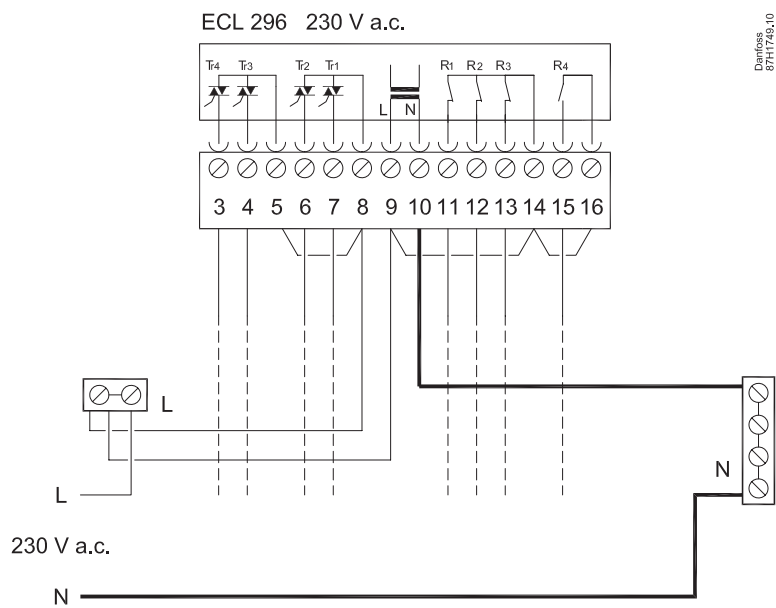 ECL 296 230 V a.c.
Danfoss
87H1749.10
Tr4 Tr3 Tr2 Tr1 R1 R2 R3 R4
L N
3 4 5 6 7 8 9 10 11 12 13 14 15 16
L
N
L
230 V a.c.
N